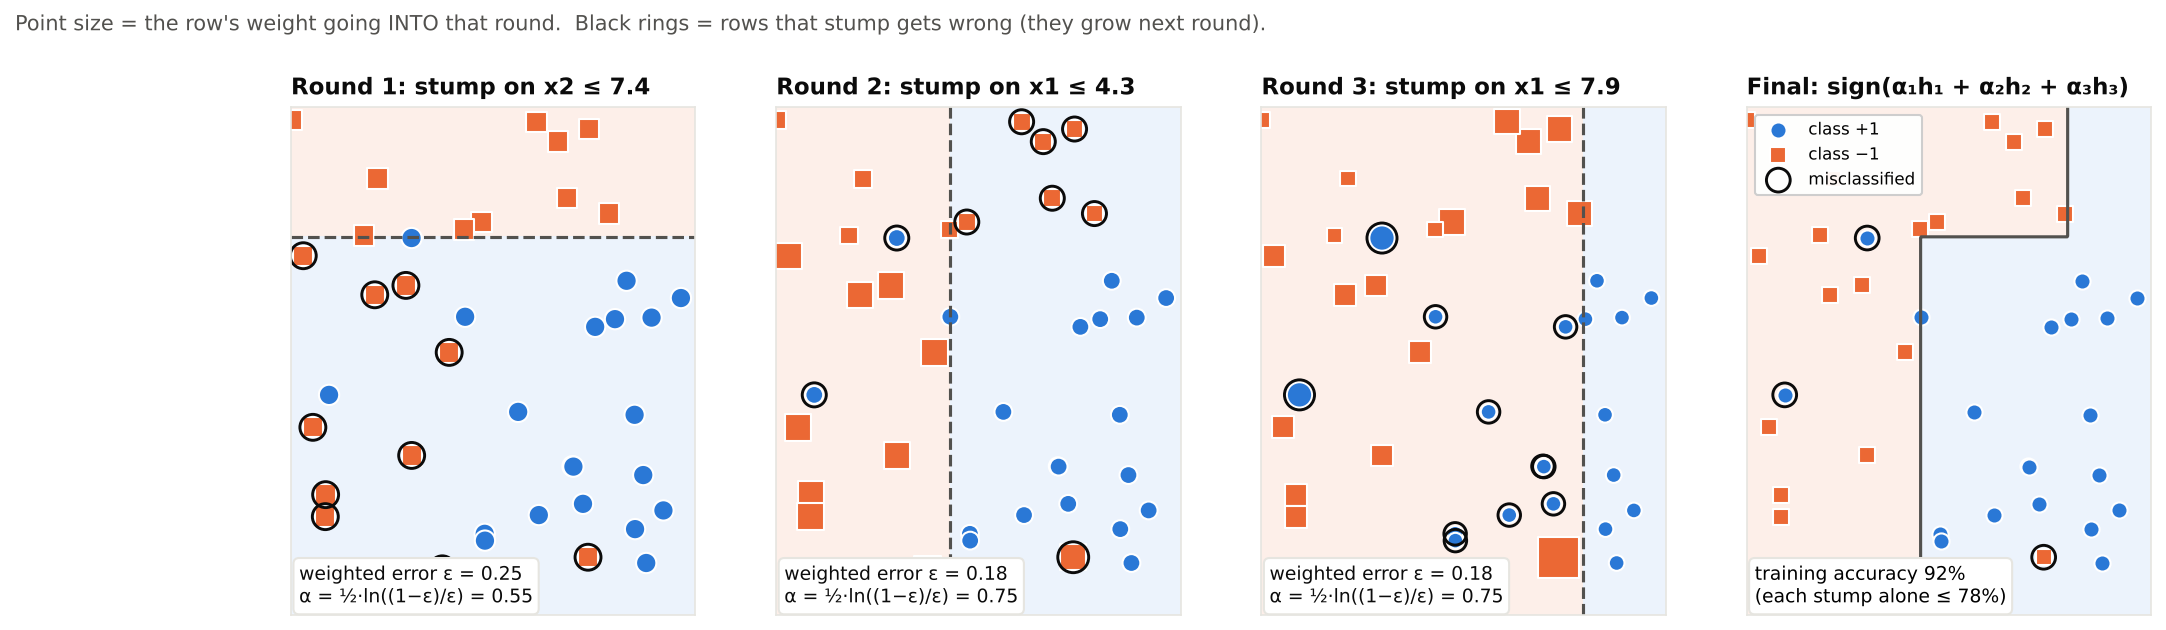 Point size = the row's weight going INTO that round.  Black rings = rows that stump gets wrong (they grow next round).
Round 1: stump on x2 ≤ 7.4
Round 2: stump on x1 ≤ 4.3
Round 3: stump on x1 ≤ 7.9
Final: sign(α₁h₁ + α₂h₂ + α₃h₃)
class +1
class −1
misclassified
weighted error ε = 0.25
α = ½·ln((1−ε)/ε) = 0.55
weighted error ε = 0.18
α = ½·ln((1−ε)/ε) = 0.75
weighted error ε = 0.18
α = ½·ln((1−ε)/ε) = 0.75
training accuracy 92%
(each stump alone ≤ 78%)